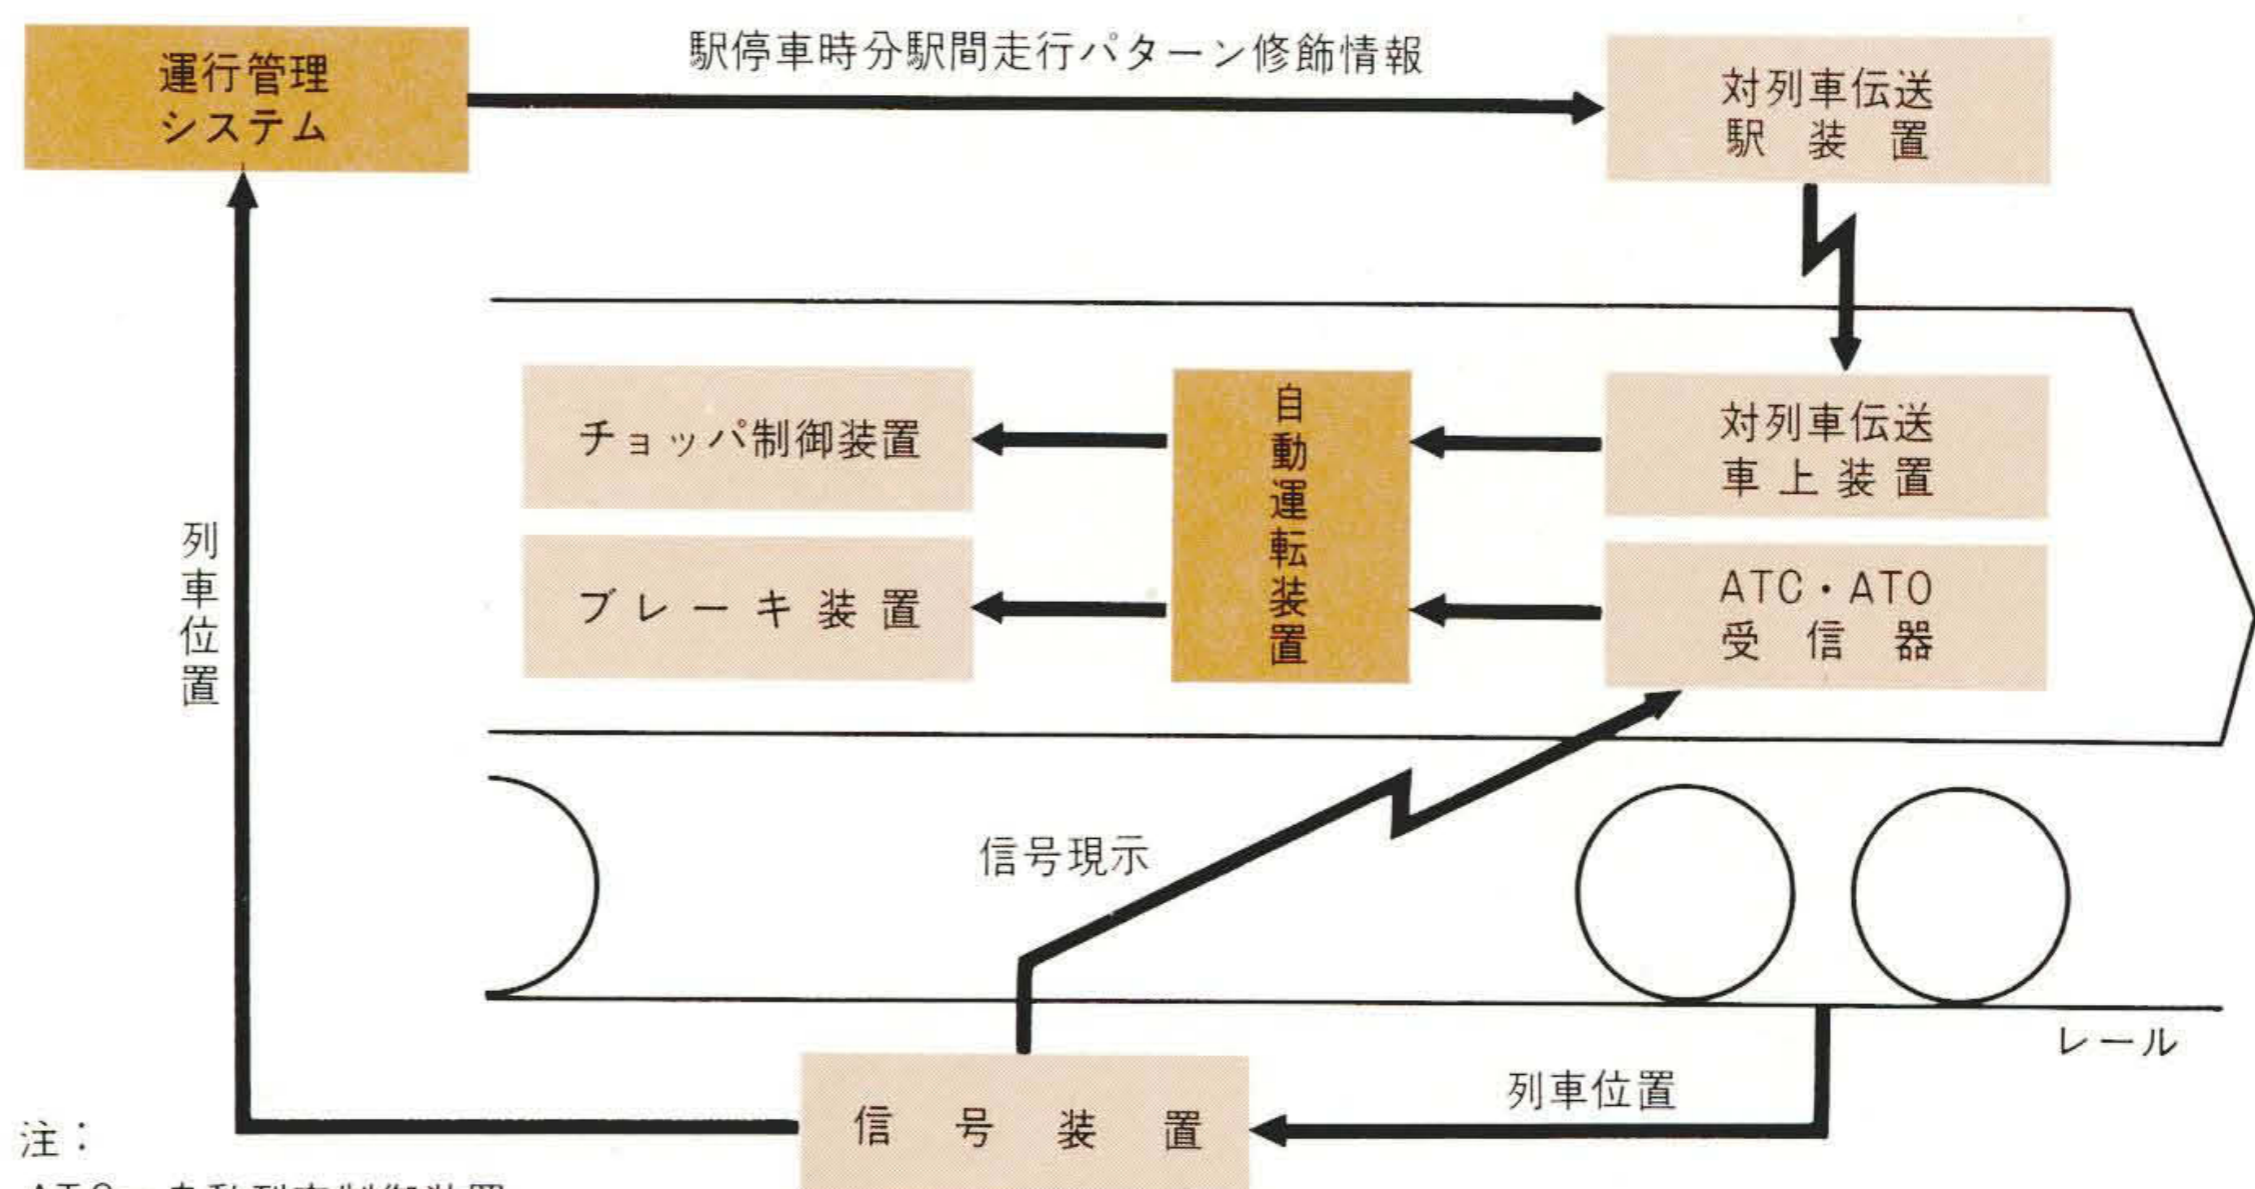 運行管理
システム
駅停車時分駅間走行パターン修飾情報
対列車伝送
駅装置
チョッパ制御装置
自動運転装置
対列車伝送
車上装置
ブレーキ装置
ATC・ATO
受信器
列車位置
信号現示
レール
列車位置
信号装置
注：